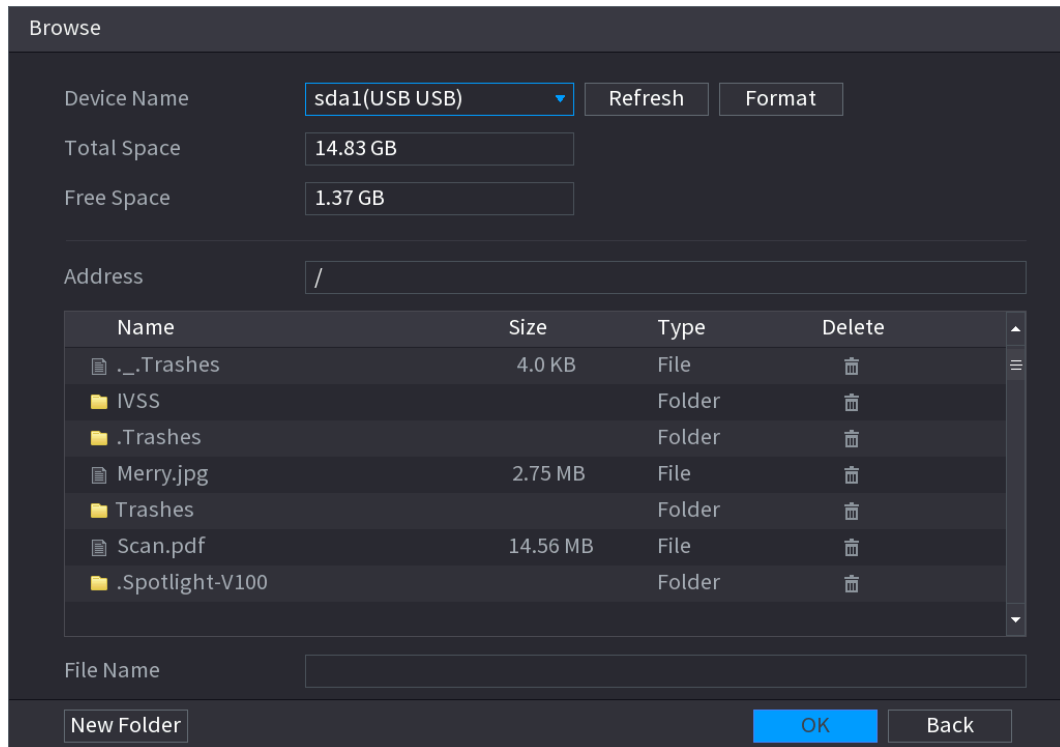 Browse
Device Name sda1(USB USB) Refresh Format
Total Space 14.83 GB
Free Space 1.37 GB
Address /
Name Size Type Delete
._.Trashes 4.0 KB File
IVSS Folder
.Trashes Folder
Merry.jpg 2.75 MB File
Trashes Folder
Scan.pdf 14.56 MB File
.Spotlight-V100 Folder
File Name
New Folder OK Back